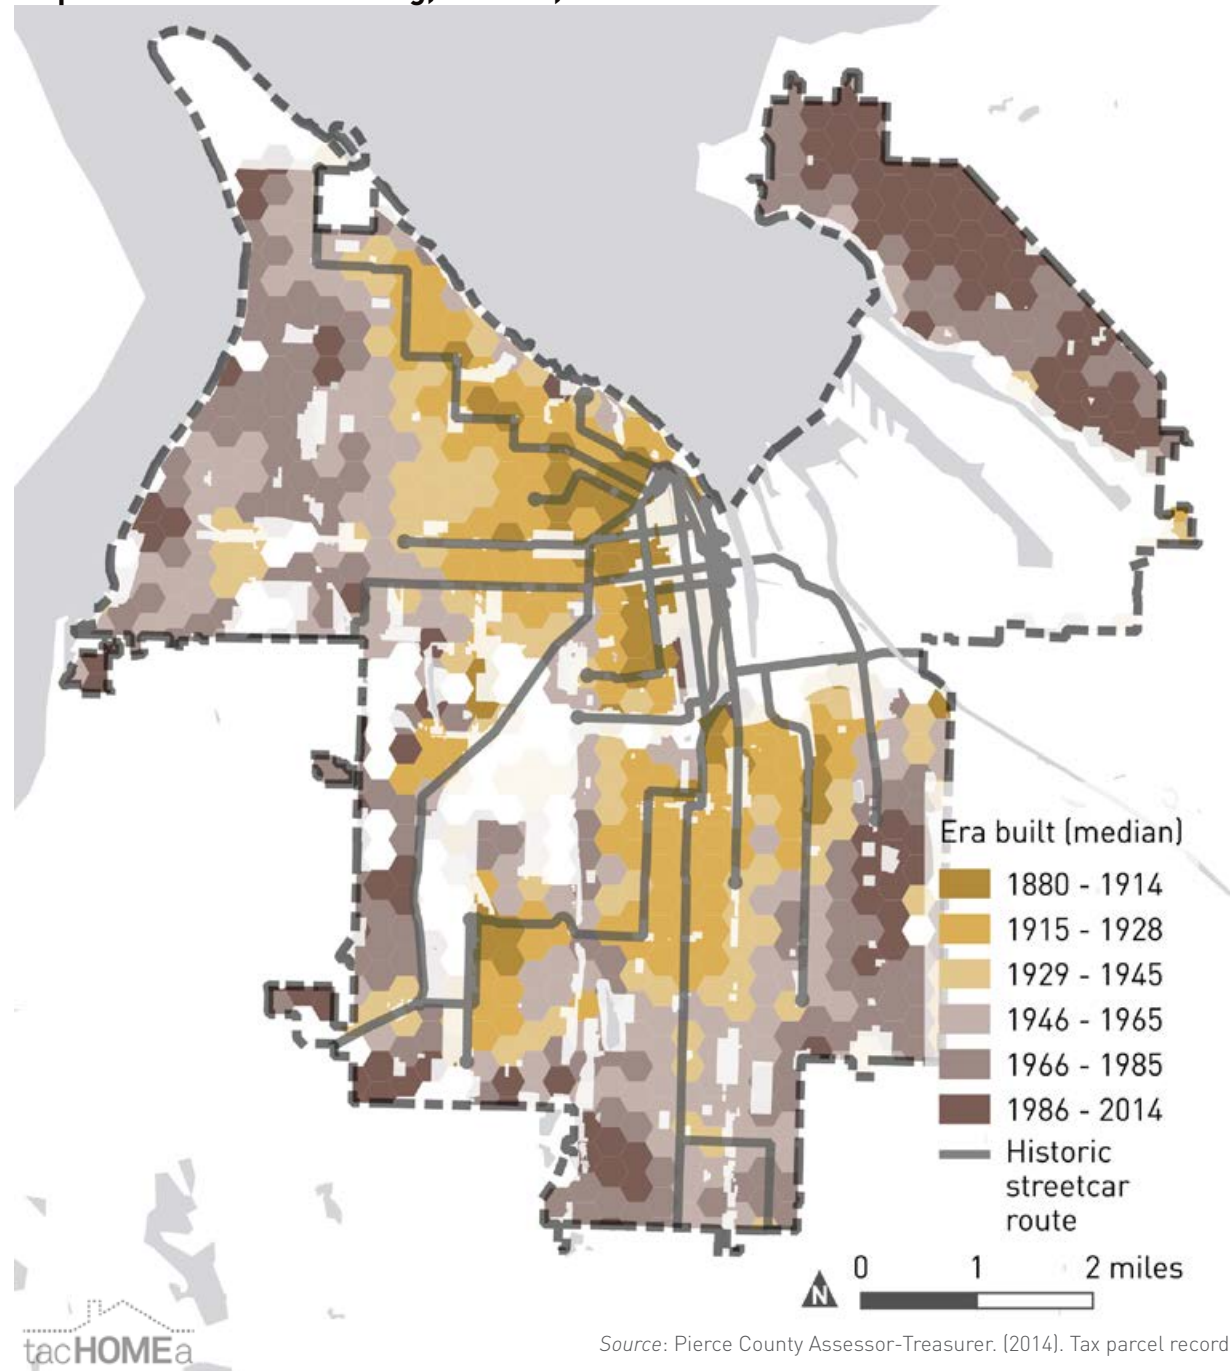 Era built (median)
1880 - 1914
1915 - 1928
1929 - 1945
1946 - 1965
1966 - 1985
1986 - 2014
Historic
streetcar
route
0 1 2 miles
N
tacHOMEa
Source: Pierce County Assessor-Treasurer. (2014). Tax parcel record